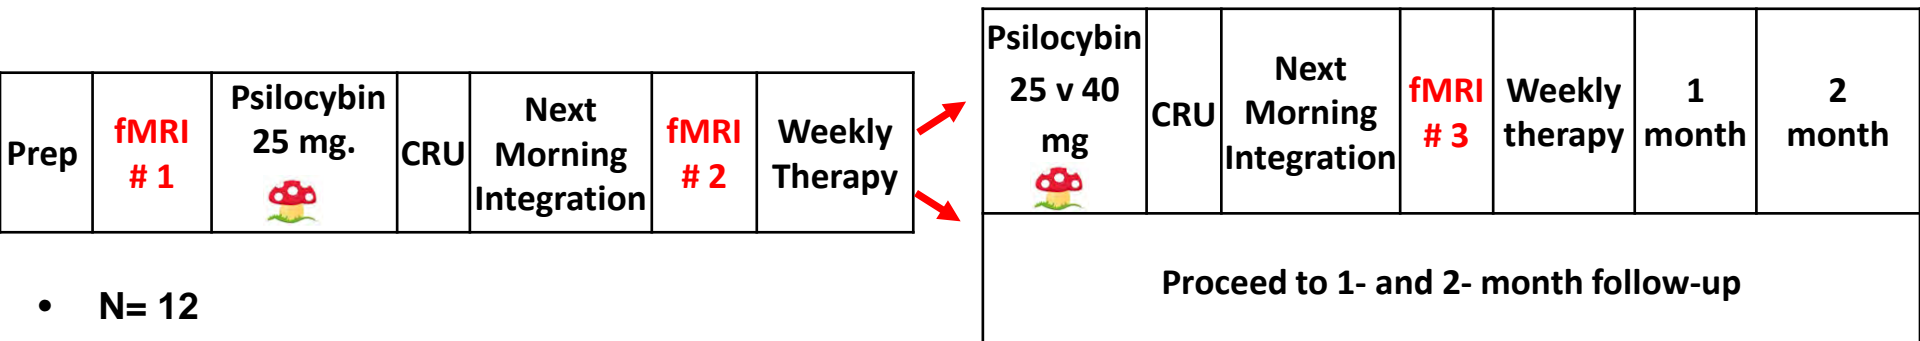 Prep
fMRI
# 1
Psilocybin
25 mg.
CRU
Next
Morning
Integration
fMRI
# 2
Weekly
Therapy
Psilocybin
25 v 40
mg
CRU
Next
Morning
Integration
fMRI
# 3
Weekly
therapy
1
month
2
month
Proceed to 1- and 2- month follow-up
• N= 12